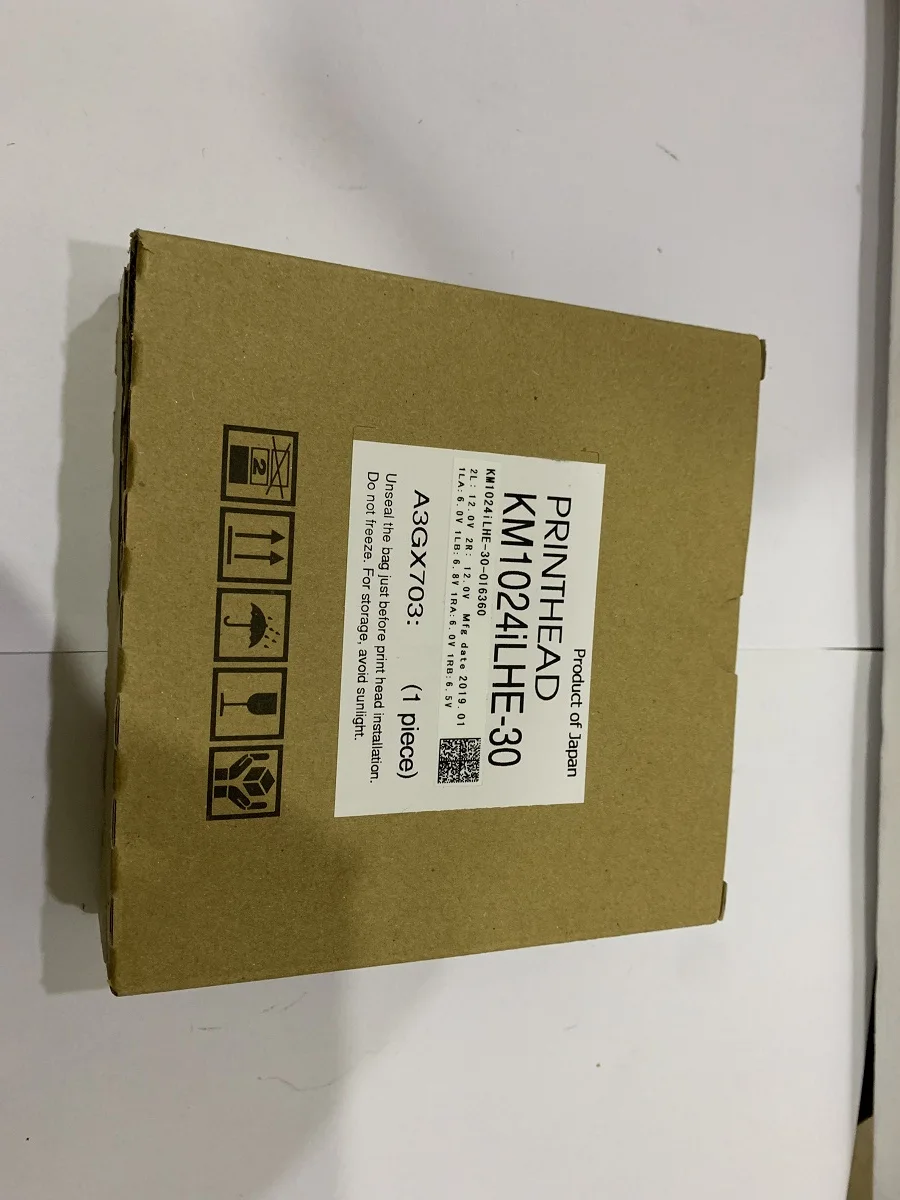 Product of Japan
PRINTHEAD
KM1024iLHE-30
KM1024iLHE-30-016360
2L: 12.0V 2R: 12.0V Mfg date 2019.01
1LA:6.0V 1LB:6.8V 1RA:6.0V 1RB:6.5V
A3GX703: (1 piece)
Unseal the bag just before print head installation.
Do not freeze. For storage, avoid sunlight.
2